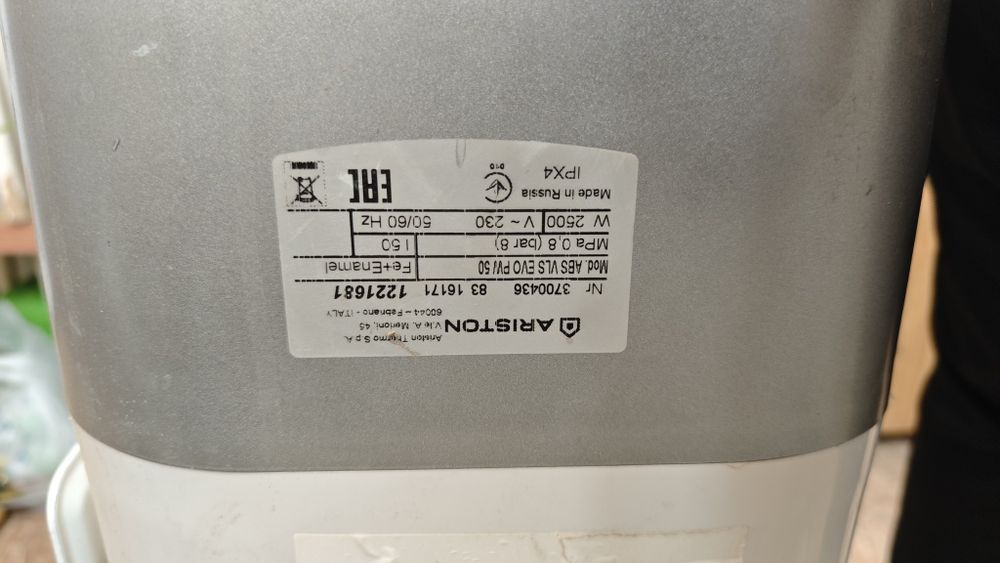 ARISTON
Ariston Thermo S.p.A.
V.le A. Merloni, 45
60044 - Fabriano - ITALY
Nr 3700436 83 16171 1221681
Mod. ABS VLS EVO PW 50 Fe+Enamel
MPa 0,8 (bar 8) l 50
W 2500 V ~ 230 50/60 Hz
Made in Russia
IPX4
EAC